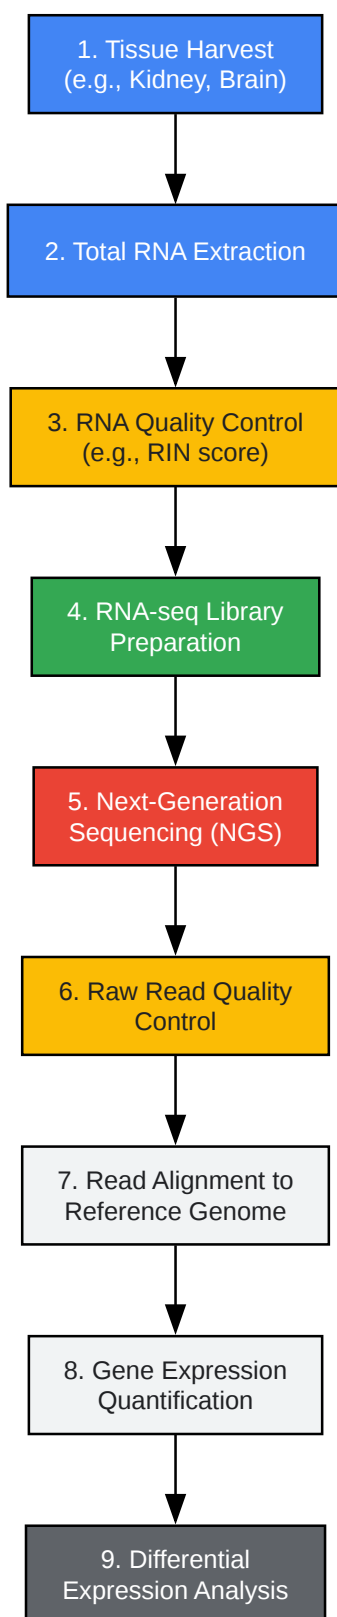 1. Tissue Harvest
(e.g., Kidney, Brain)
2. Total RNA Extraction
3. RNA Quality Control
(e.g., RIN score)
4. RNA-seq Library
Preparation
5. Next-Generation
Sequencing (NGS)
6. Raw Read Quality
Control
7. Read Alignment to
Reference Genome
8. Gene Expression
Quantification
9. Differential
Expression Analysis